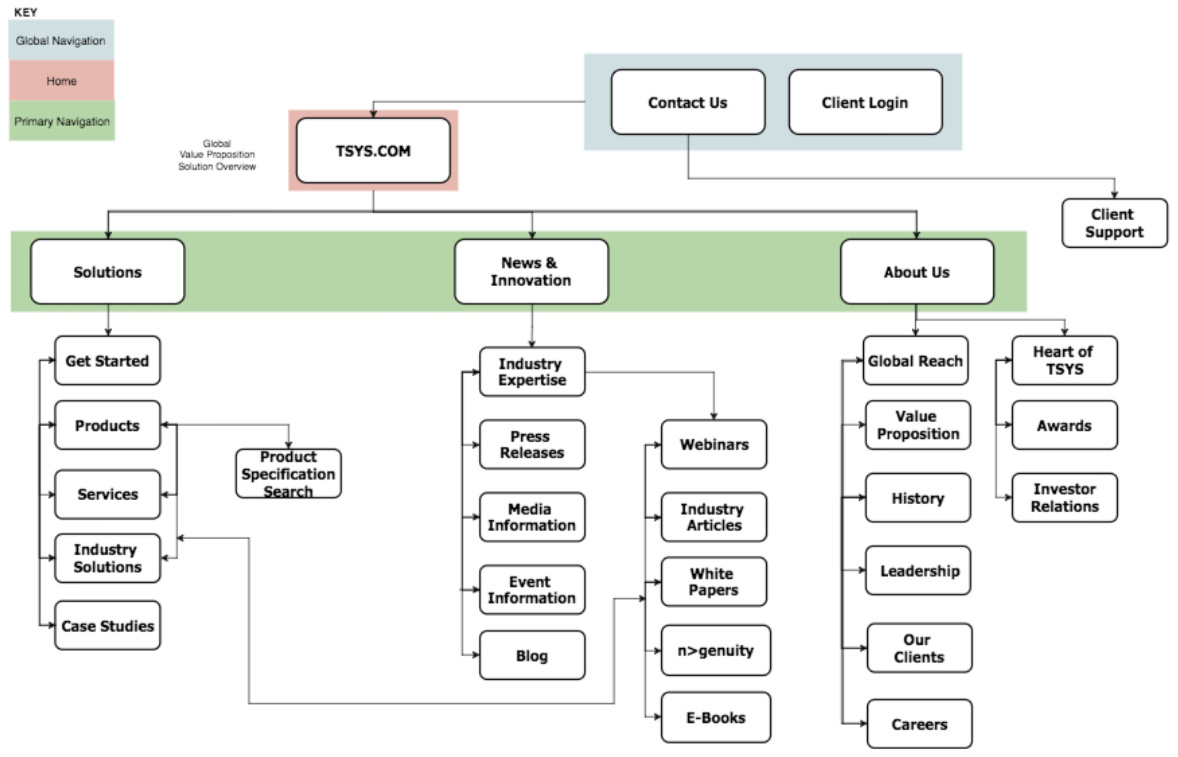 KEY
Global Navigation
Home
Primary Navigation
Contact Us
Client Login
Global
Value Proposition
Solution Overview
TSYS.COM
Client
Support
Solutions
News &
Innovation
About Us
Get Started
Products
Services
Industry
Solutions
Case Studies
Product
Specification
Search
Industry
Expertise
Press
Releases
Media
Information
Event
Information
Blog
Webinars
Industry
Articles
White
Papers
n>genuity
E-Books
Global Reach
Value
Proposition
History
Leadership
Our
Clients
Careers
Heart of
TSYS
Awards
Investor
Relations